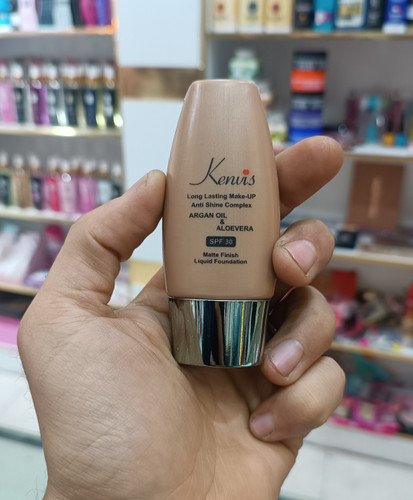 Kenvis
Long Lasting Make-UP
Anti Shine Complex
ARGAN OIL
&
ALOEVERA
SPF 30
Matte Finish
Liquid Foundation